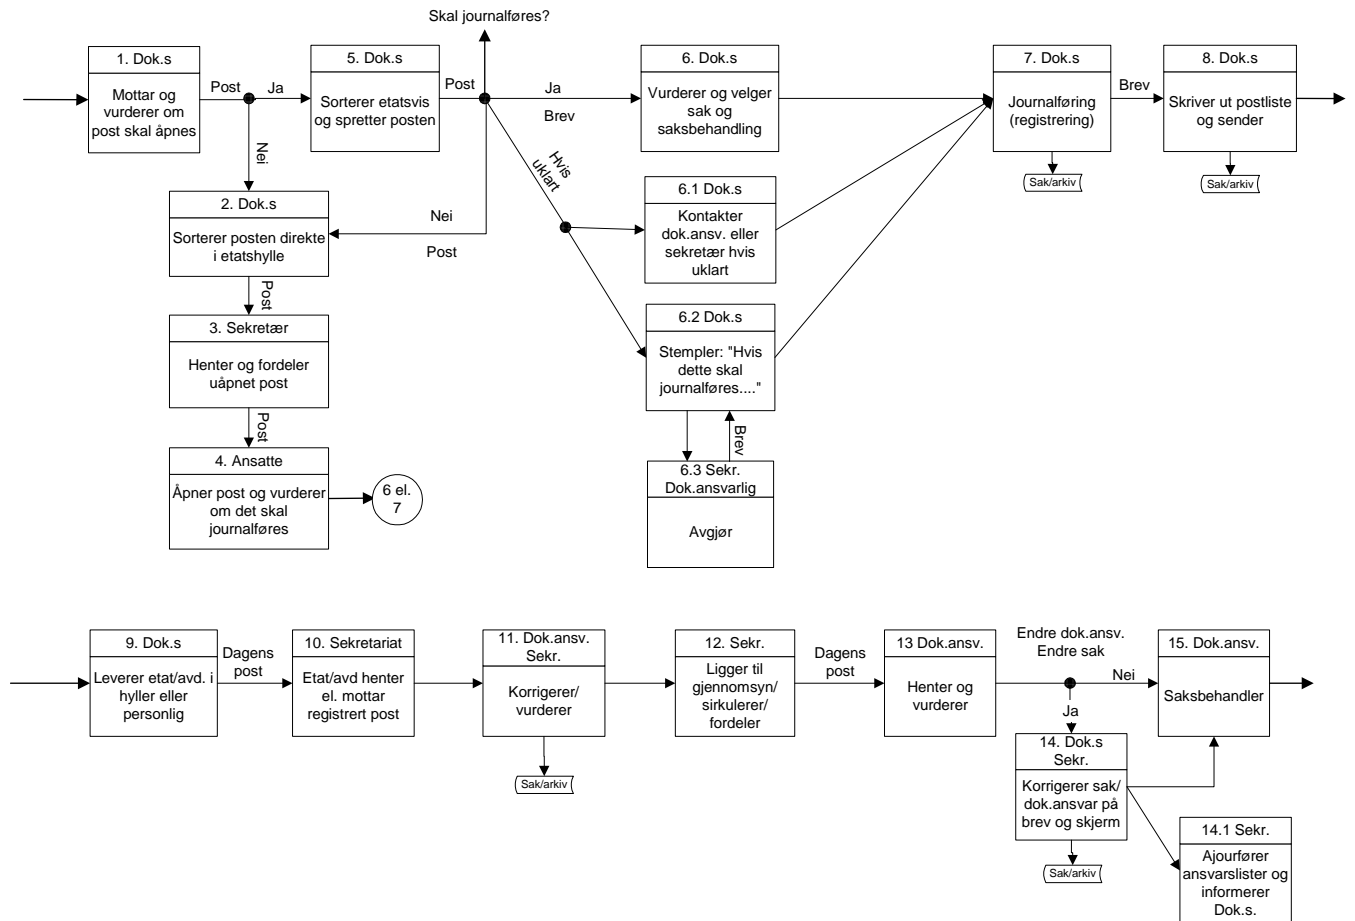 Skal journalføres?
1. Dok.s
Mottar og
vurderer om
post skal åpnes
Post
Ja
Nei
5. Dok.s
Sorterer etatsvis
og spretter posten
Post
Ja
Brev
Hvis
uklart
Nei
Post
6. Dok.s
Vurderer og velger
sak og
saksbehandling
7. Dok.s
Journalføring
(registrering)
Sak/arkiv
Brev
8. Dok.s
Skriver ut postliste
og sender
Sak/arkiv
2. Dok.s
Sorterer posten direkte
i etatshylle
Post
6.1 Dok.s
Kontakter
dok.ansv. eller
sekretær hvis
uklart
3. Sekretær
Henter og fordeler
uåpnet post
Post
6.2 Dok.s
Stempler: "Hvis
dette skal
journalføres...."
Brev
4. Ansatte
Åpner post og vurderer
om det skal
journalføres
6 el.
7
6.3 Sekr.
Dok.ansvarlig
Avgjør
9. Dok.s
Leverer etat/avd. i
hyller eller
personlig
Dagens
post
10. Sekretariat
Etat/avd henter
el. mottar
registrert post
11. Dok.ansv.
Sekr.
Korrigerer/
vurderer
Sak/arkiv
12. Sekr.
Ligger til
gjennomsyn/
sirkulerer/
fordeler
Dagens
post
13 Dok.ansv.
Henter og
vurderer
Endre dok.ansv.
Endre sak
Nei
Ja
15. Dok.ansv.
Saksbehandler
14. Dok.s
Sekr.
Korrigerer sak/
dok.ansvar på
brev og skjerm
Sak/arkiv
14.1 Sekr.
Ajourfører
ansvarslister og
informerer
Dok.s.